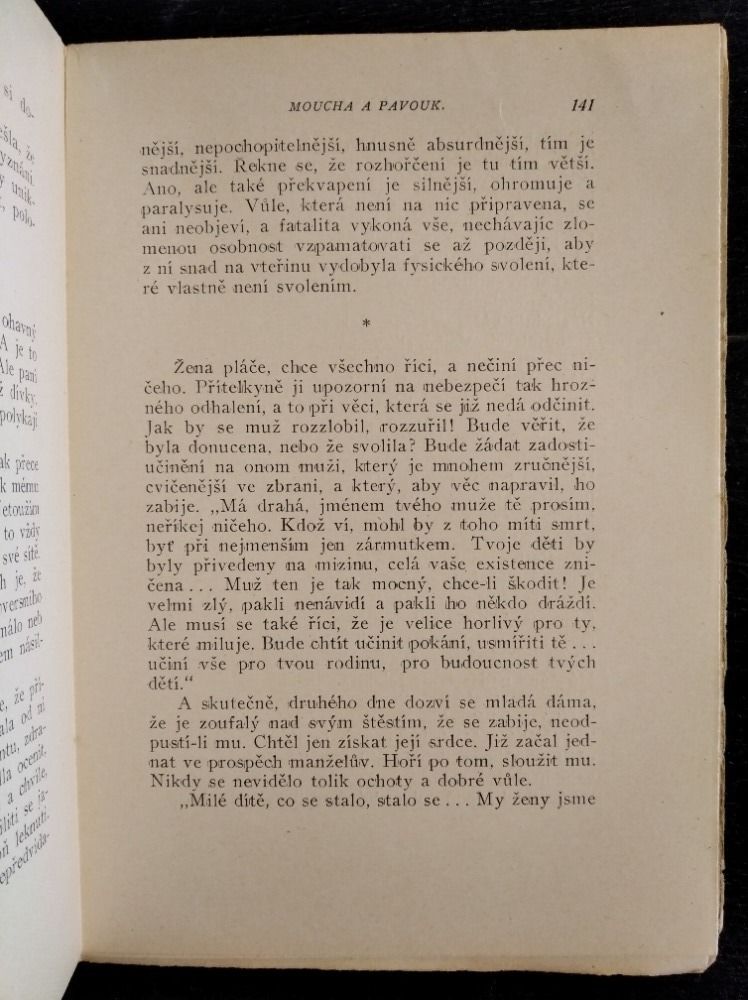 MOUCHA A PAVOUK. 141
nější, nepochopitelnější, hnusně absurdnější, tím je
snadnější. Řekne se, že rozhořčení je tu tím větší.
Ano, ale také překvapení je silnější, ohromuje a
paralysuje. Vůle, která není na nic připravena, se
ani neobjeví, a fatalita vykoná vše, nechávajíc zlo-
menou osobnost vzpamatovati se až později, aby
z ní snad na vteřinu vydobyla fysického svolení, kte-
ré vlastně není svolením.
*
Žena pláče, chce všechno říci, a nečiní přec ni-
čeho. Přítelkyně ji upozorní na nebezpečí tak hroz-
ného odhalení, a to při věci, která se již nedá odčinit.
Jak by se muž rozzlobil, rozzuřil! Bude věřit, že
byla donucena, nebo že svolila? Bude žádat zadosti-
učinění na onom muži, který je mnohem zručnější,
cvičenější ve zbrani, a který, aby věc napravil, ho
zabije. „Má drahá, jménem tvého muže tě prosím,
neříkej ničeho. Kdož ví, mohl by z toho míti smrt,
byť při nejmenším jen zármutkem. Tvoje děti by
byly přivedeny na mizinu, celá vaše existence zni-
čena... Muž ten je tak mocný, chce-li škodit! Je
velmi zlý, pakli nenávidí a pakli ho někdo dráždí.
Ale musí se také říci, že je velice horlivý pro ty,
které miluje. Bude chtít učinit pokání, usmířiti tě...
učiní vše pro tvou rodinu, pro budoucnost tvých
dětí.“
A skutečně, druhého dne dozví se mladá dáma,
že je zoufalý nad svým štěstím, že se zabije, neod-
pustí-li mu. Chtěl jen získat její srdce. Již začal jed-
nat ve prospěch manželův. Hoří po tom, sloužit mu.
Nikdy se nevidělo tolik ochoty a dobré vůle.
„Milé dítě, co se stalo, stalo se... My ženy jsme